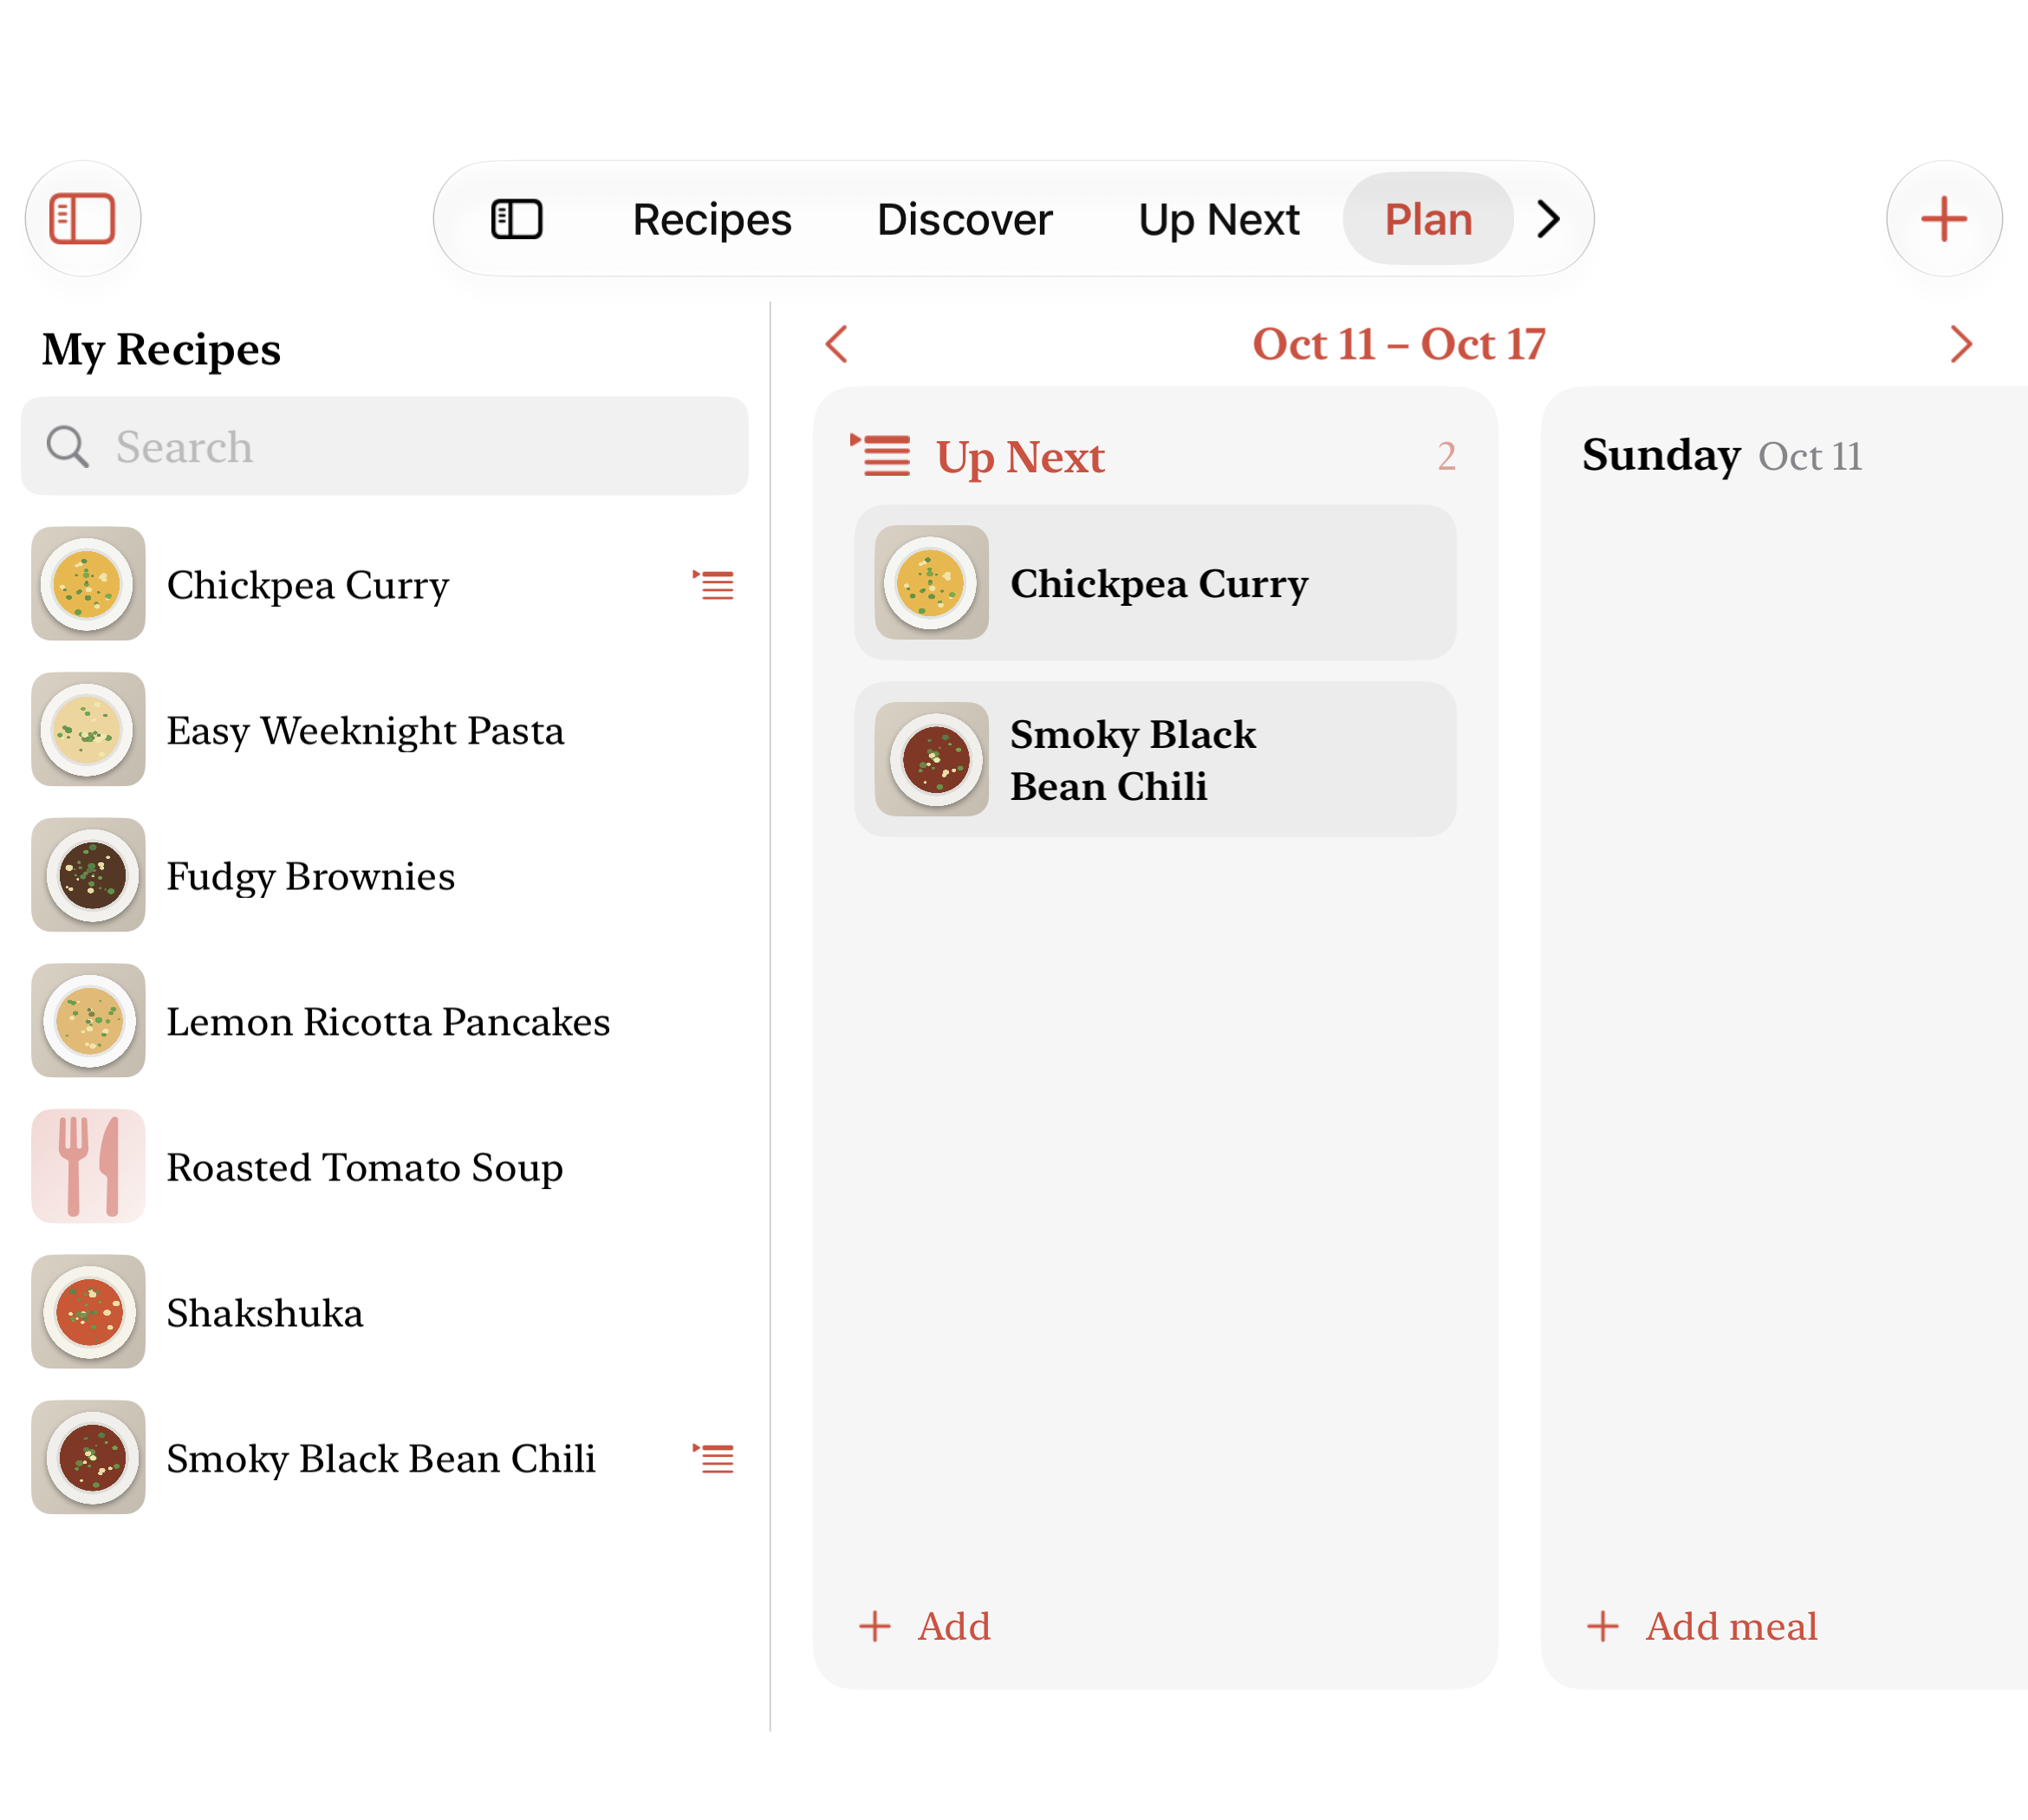 Recipes
Discover
Up Next
Plan
My Recipes
Search
Chickpea Curry
Easy Weeknight Pasta
Fudgy Brownies
Lemon Ricotta Pancakes
Roasted Tomato Soup
Shakshuka
Smoky Black Bean Chili
Oct 11 – Oct 17
Up Next 2
Chickpea Curry
Smoky Black
Bean Chili
Add
Sunday Oct 11
Add meal